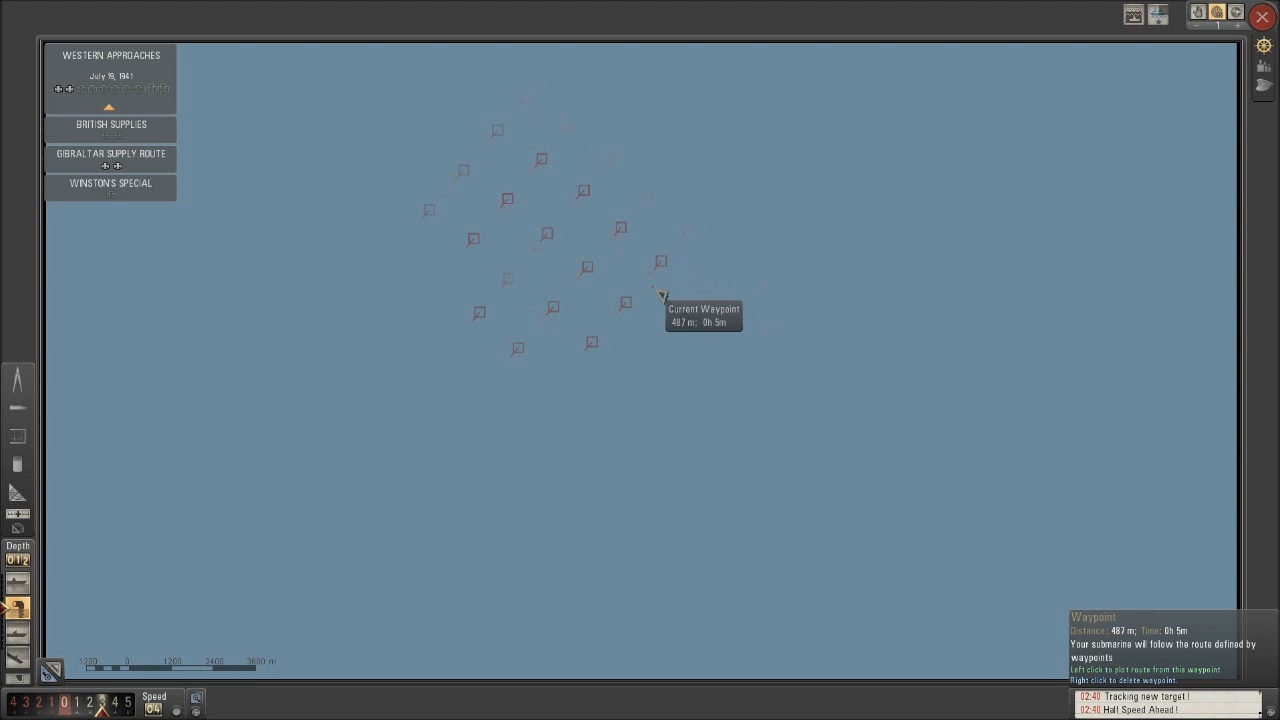 WESTERN APPROACHES
July 19, 1941
BRITISH SUPPLIES
GIBRALTAR SUPPLY ROUTE
WINSTON'S SPECIAL
1
Current Waypoint
487 m; 0h 5m
Depth
012
1200 0 1200 2400 3600 m
4 3 2 1 0 1 2 3 4 5
Speed
04
Waypoint
Distance: 487 m; Time: 0h 5m
Your submarine will follow the route defined by
waypoints
Left click to plot route from this waypoint
Right click to delete waypoint.
02:40 Tracking new target !
02:40 Half Speed Ahead !